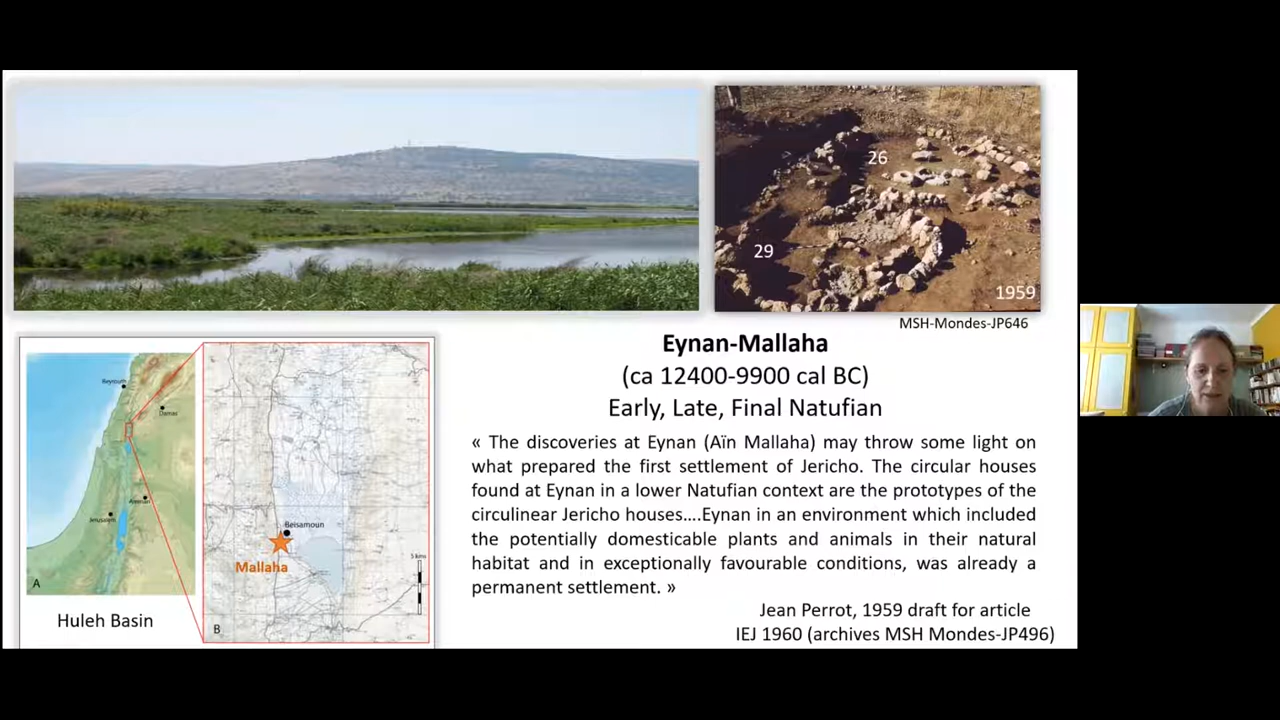 26
29
1959
MSH-Mondes-JP646
Eynan-Mallaha
(ca 12400-9900 cal BC)
Early, Late, Final Natufian
« The discoveries at Eynan (Aïn Mallaha) may throw some light on
what prepared the first settlement of Jericho. The circular houses
found at Eynan in a lower Natufian context are the prototypes of the
circulinear Jericho houses….Eynan in an environment which included
the potentially domesticable plants and animals in their natural
habitat and in exceptionally favourable conditions, was already a
permanent settlement. »
Jean Perrot, 1959 draft for article
IEJ 1960 (archives MSH Mondes-JP496)
Beyrouth
Damas
Amman
Jerusalem
A
Huleh Basin
Beisamoun
Mallaha
5 kms
B